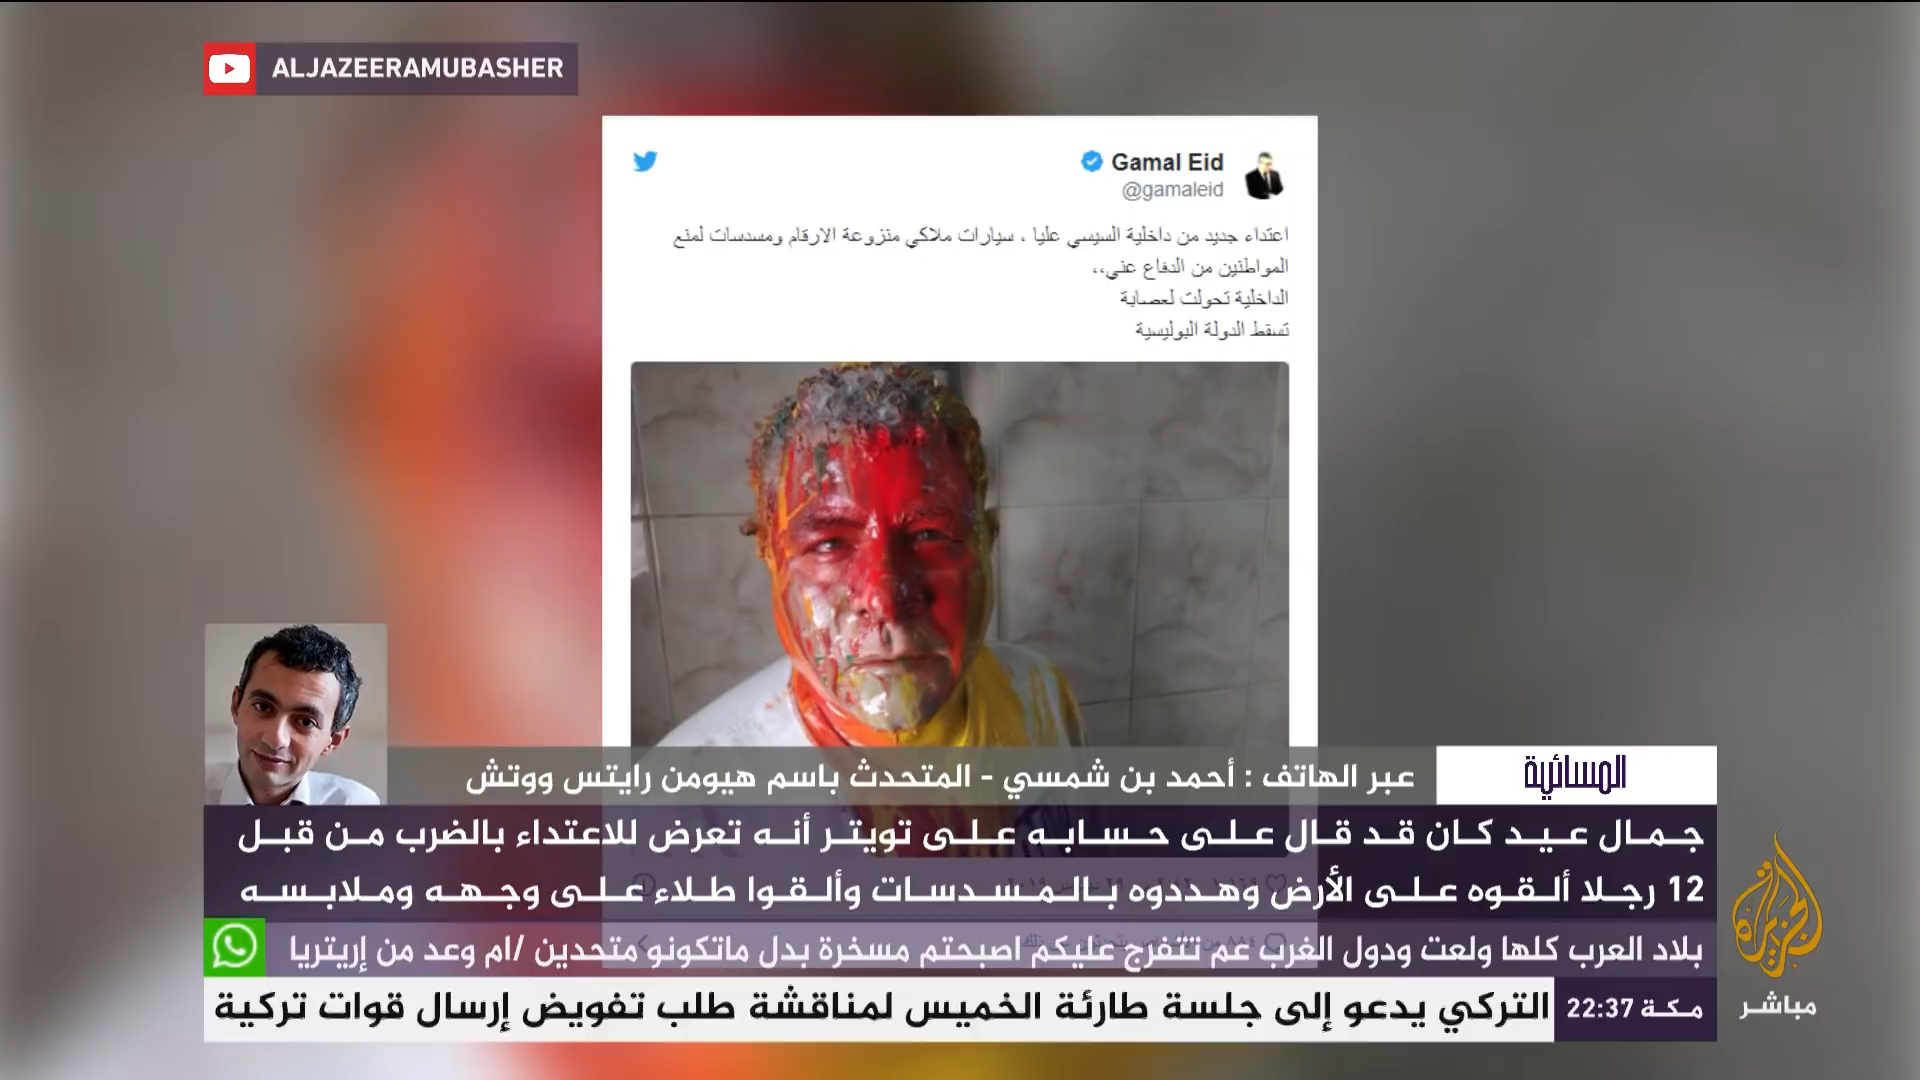 ALJAZEERAMUBASHER
Gamal Eid
@gamaleid
اعتداء جديد من داخلية السيسي عليا ، سيارات ملاكي منزوعة الارقام ومسدسات لمنع
المواطنين من الدفاع عني،،
الداخلية تحولت لعصابة
تسقط الدولة البوليسية
المسائية
عبر الهاتف : أحمد بن شمسي - المتحدث باسم هيومن رايتس ووتش
جمال عيد كان قد قال على حسابه على تويتر أنه تعرض للاعتداء بالضرب من قبل
12 رجلا ألقوه على الأرض وهددوه بالمسدسات وألقوا طلاء على وجهه وملابسه
بلاد العرب كلها ولعت ودول الغرب عم تتفرج عليكم اصبحتم مسخرة بدل ماتكونو متحدين /ام وعد من إريتريا
مكة 22:37
التركي يدعو إلى جلسة طارئة الخميس لمناقشة طلب تفويض إرسال قوات تركية
الجزيرة
مباشر